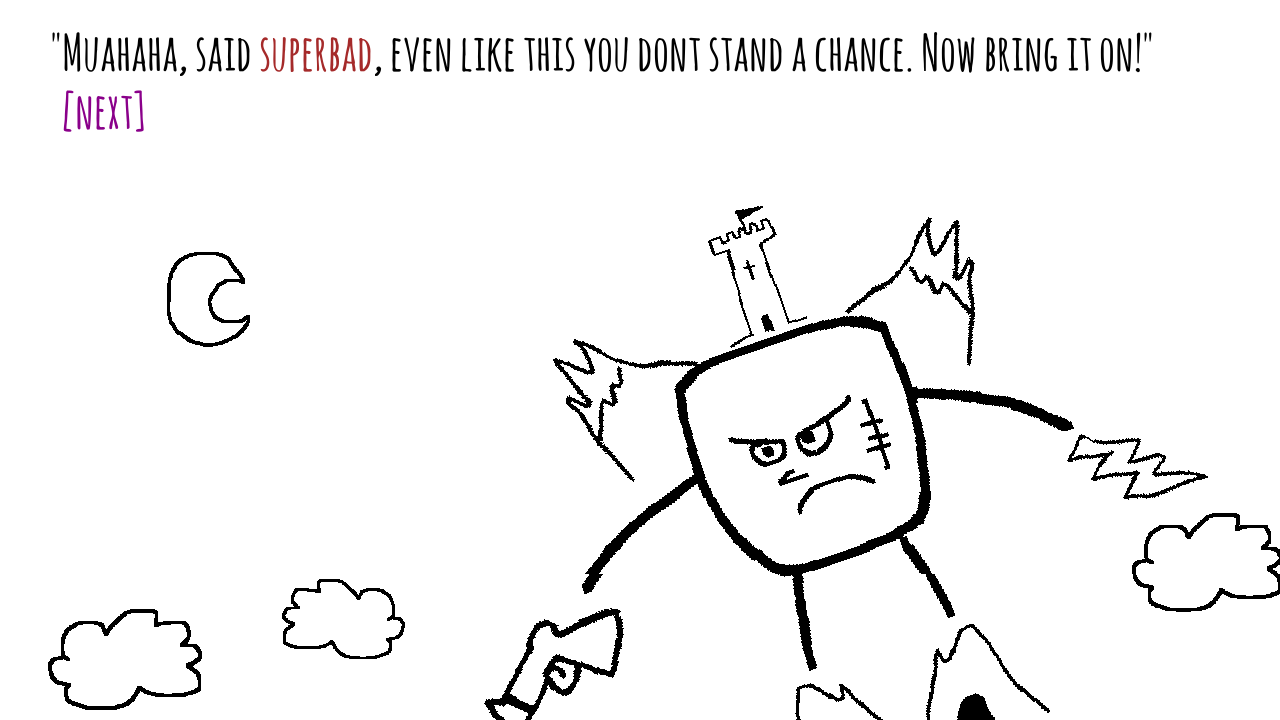 "Muahaha, said superbad, even like this you dont stand a chance. Now bring it on!"
[next]